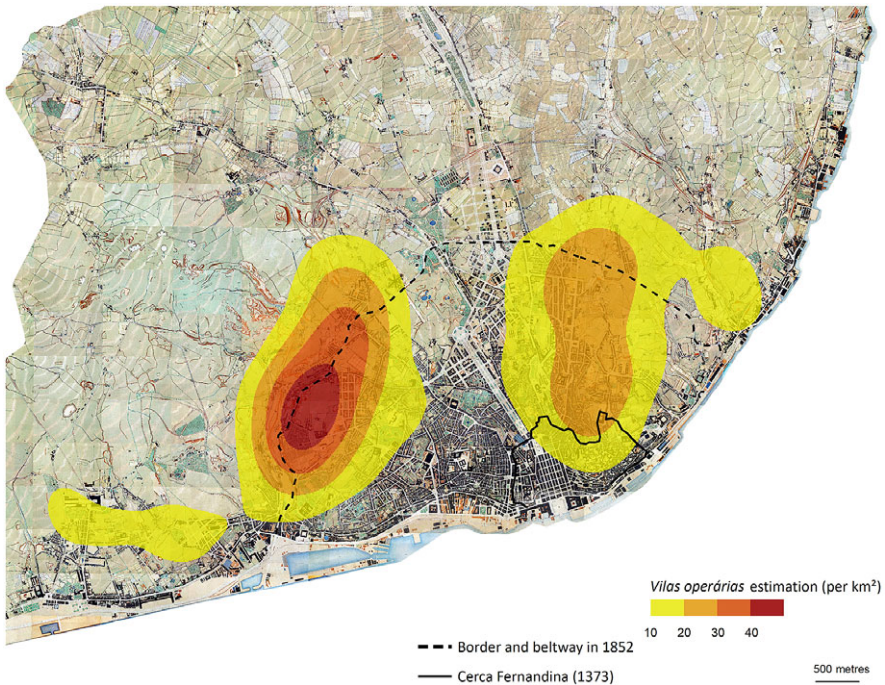 Vilas operárias estimation (per km²)
10 20 30 40
Border and beltway in 1852
Cerca Fernandina (1373)
500 metres